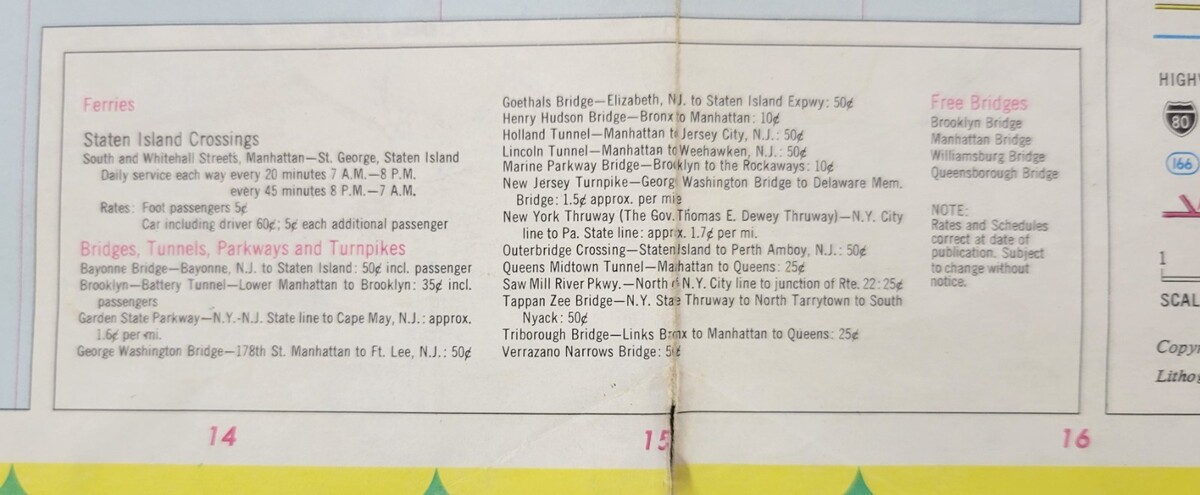 Ferries
Staten Island Crossings
South and Whitehall Streets, Manhattan—St. George, Staten Island
Daily service each way every 20 minutes 7 A.M.—8 P.M.
every 45 minutes 8 P.M.—7 A.M.
Rates: Foot passengers 5¢
Car including driver 60¢; 5¢ each additional passenger
Bridges, Tunnels, Parkways and Turnpikes
Bayonne Bridge—Bayonne, N.J. to Staten Island: 50¢ incl. passenger
Brooklyn—Battery Tunnel—Lower Manhattan to Brooklyn: 35¢ incl.
passengers
Garden State Parkway—N.Y.-N.J. State line to Cape May, N.J.: approx.
1.6¢ per mi.
George Washington Bridge—178th St. Manhattan to Ft. Lee, N.J.: 50¢
Goethals Bridge—Elizabeth, N.J. to Staten Island Expwy: 50¢
Henry Hudson Bridge—Bronx to Manhattan: 10¢
Holland Tunnel—Manhattan to Jersey City, N.J.: 50¢
Lincoln Tunnel—Manhattan to Weehawken, N.J.: 50¢
Marine Parkway Bridge—Brooklyn to the Rockaways: 10¢
New Jersey Turnpike—George Washington Bridge to Delaware Mem.
Bridge: 1.5¢ approx. per mile
New York Thruway (The Gov. Thomas E. Dewey Thruway)—N.Y. City
line to Pa. State line: approx. 1.7¢ per mi.
Outerbridge Crossing—Staten Island to Perth Amboy, N.J.: 50¢
Queens Midtown Tunnel—Manhattan to Queens: 25¢
Saw Mill River Pkwy.—North of N.Y. City line to junction of Rte. 22: 25¢
Tappan Zee Bridge—N.Y. State Thruway to North Tarrytown to South
Nyack: 50¢
Triborough Bridge—Links Bronx to Manhattan to Queens: 25¢
Verrazano Narrows Bridge: 50¢
Free Bridges
Brooklyn Bridge
Manhattan Bridge
Williamsburg Bridge
Queensborough Bridge
NOTE:
Rates and Schedules
correct at date of
publication. Subject
to change without
notice.
80
166
1
14
15
16